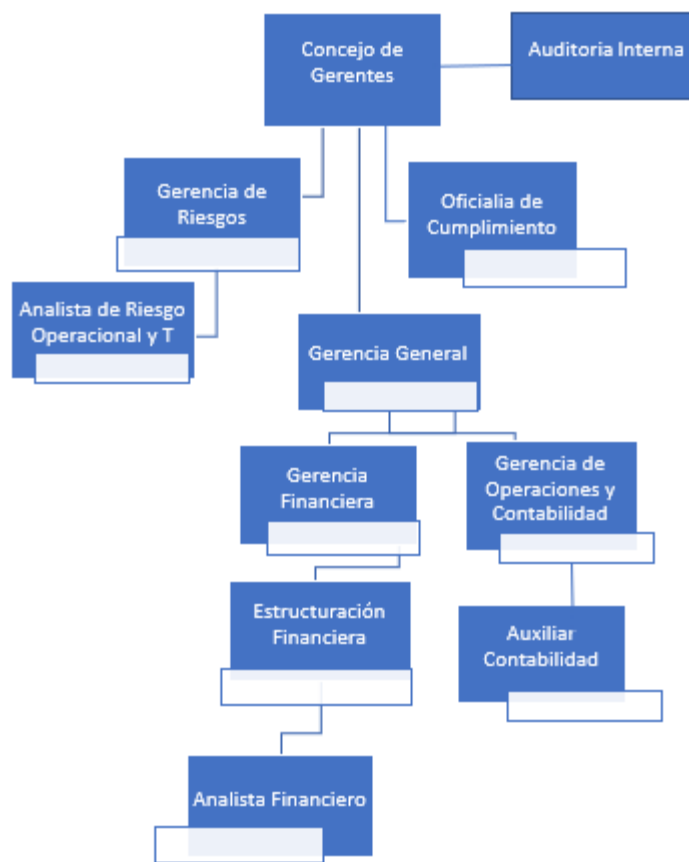 Concejo de
Gerentes
Auditoria Interna
Gerencia de
Riesgos
Oficialia de
Cumplimiento
Analista de Riesgo
Operacional y T
Gerencia General
Gerencia
Financiera
Gerencia de
Operaciones y
Contabilidad
Estructuración
Financiera
Auxiliar
Contabilidad
Analista Financiero